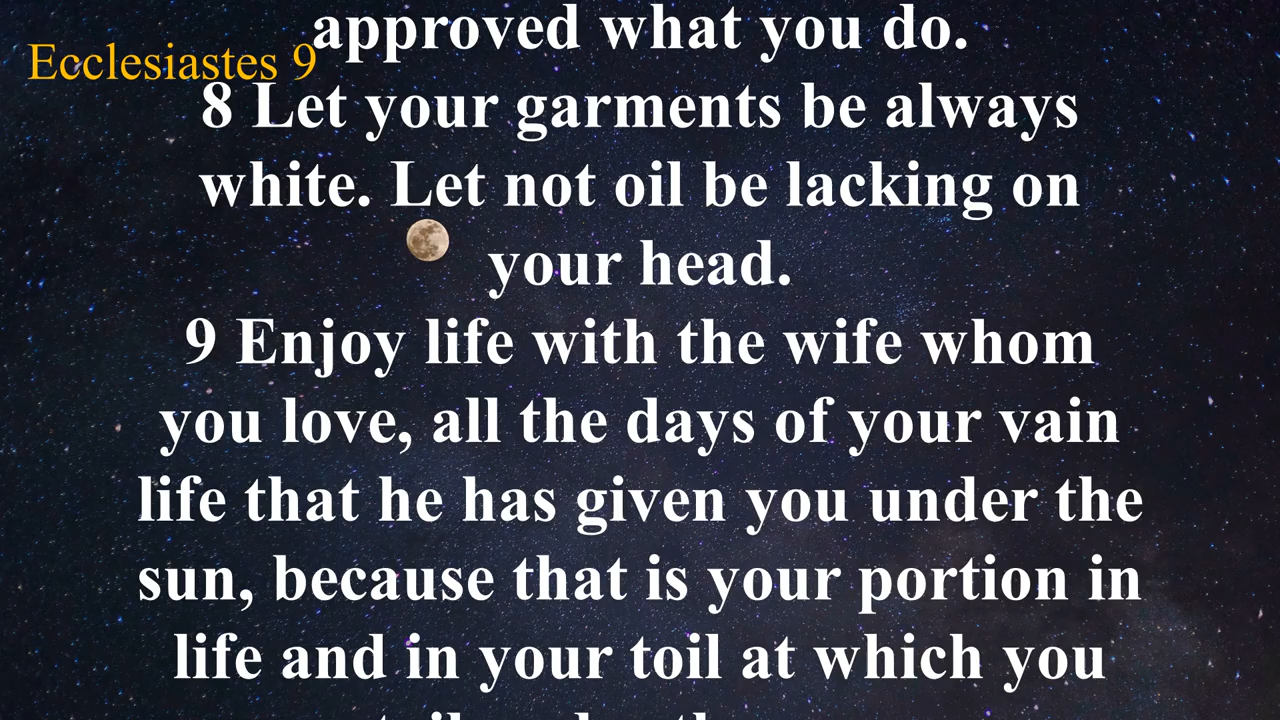 approved what you do.
Ecclesiastes 9
8 Let your garments be always
white. Let not oil be lacking on
your head.
9 Enjoy life with the wife whom
you love, all the days of your vain
life that he has given you under the
sun, because that is your portion in
life and in your toil at which you